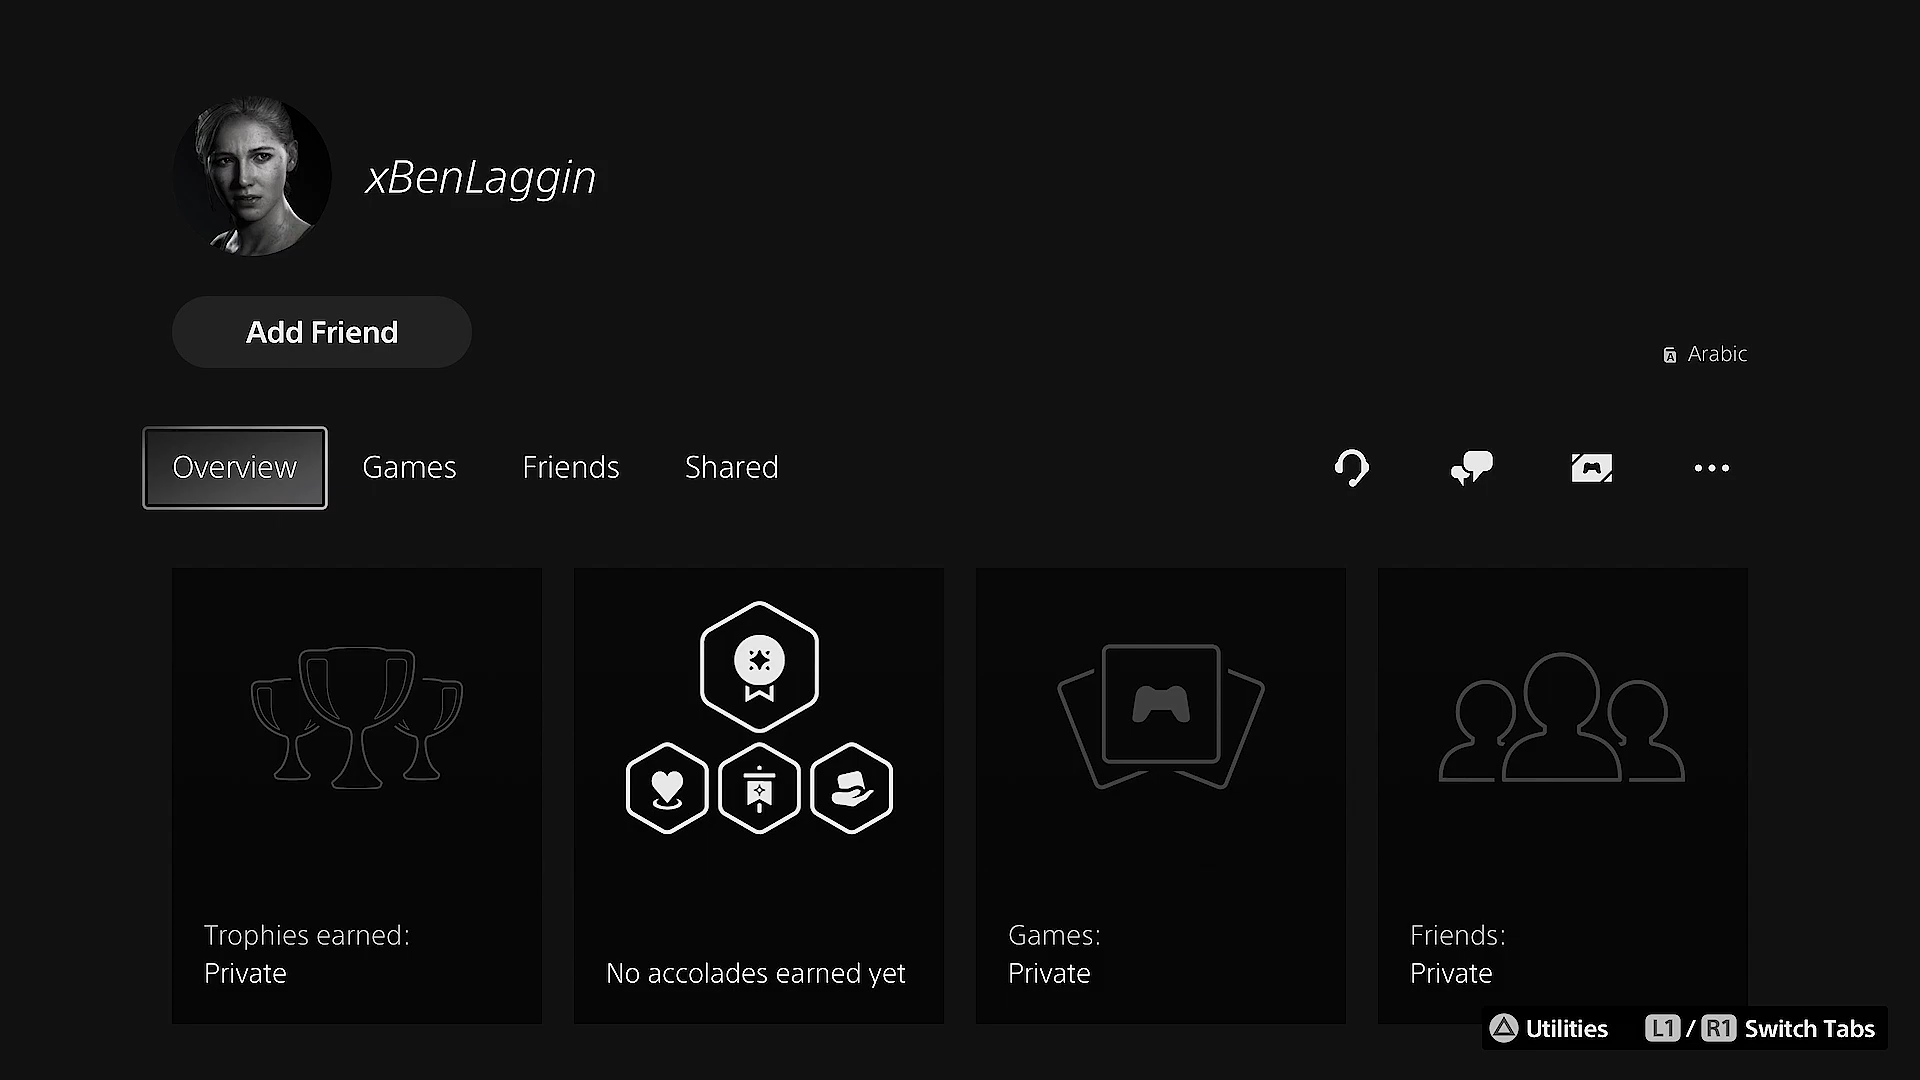 xBenLaggin
Add Friend
Arabic
Overview Games Friends Shared
Trophies earned:
Private
No accolades earned yet
Games:
Private
Friends:
Private
Utilities L1 / R1 Switch Tabs